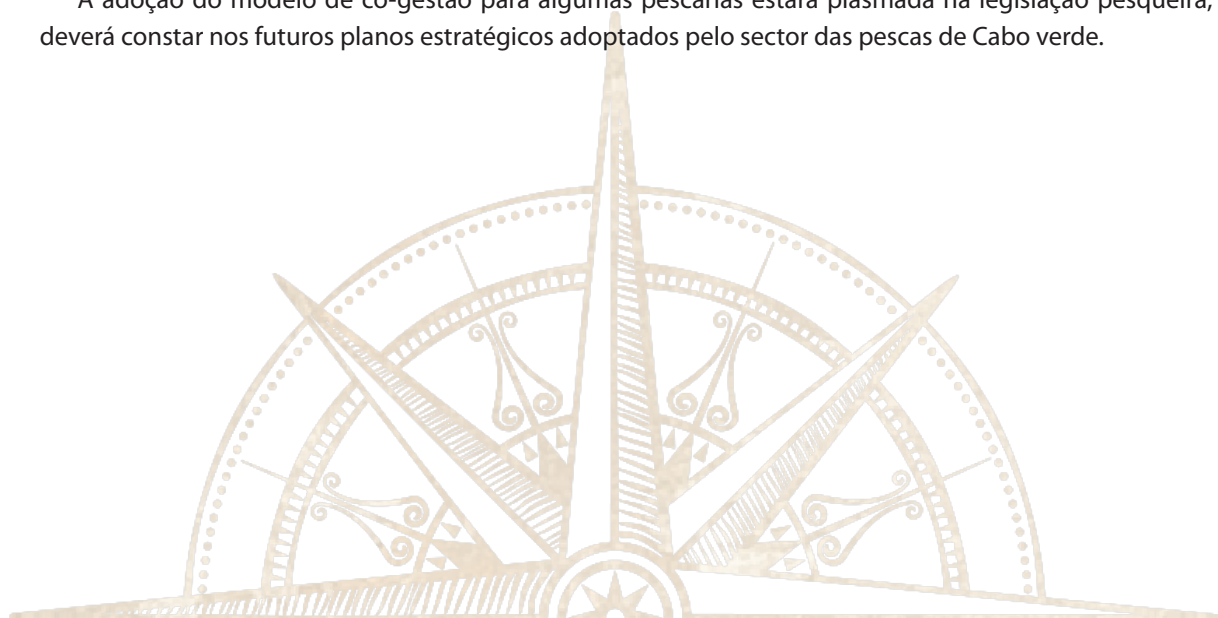 A adoção do modelo de co-gestão para algumas pescarias estará plasmada na legislação pesqueira,
deverá constar nos futuros planos estratégicos adoptados pelo sector das pescas de Cabo verde.